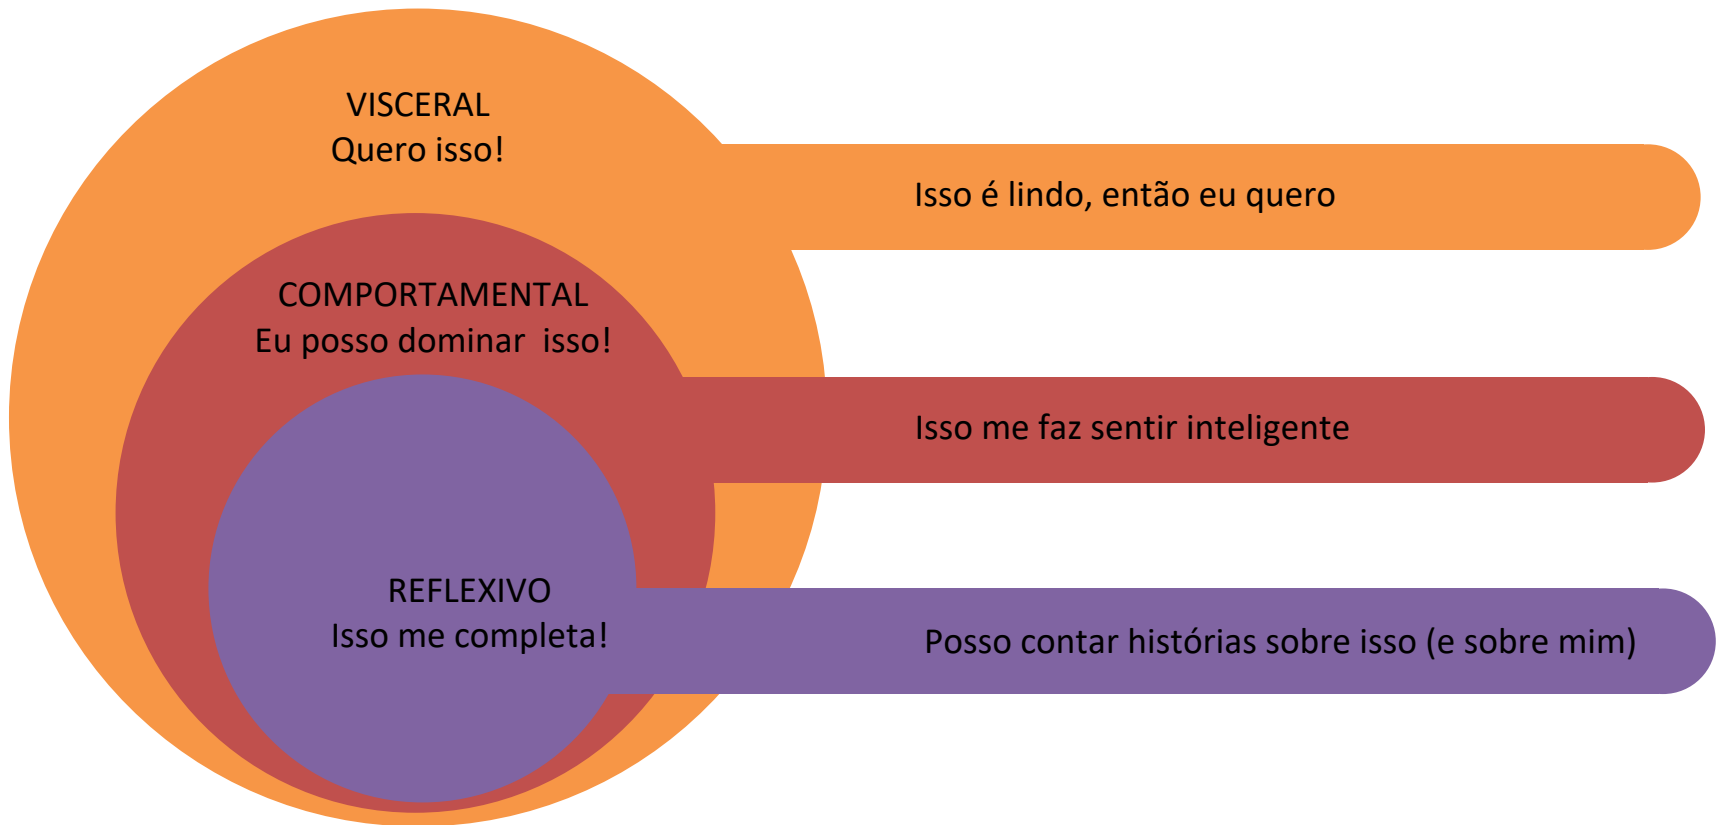 VISCERAL
Quero isso!
Isso é lindo, então eu quero
COMPORTAMENTAL
Eu posso dominar  isso!
Isso me faz sentir inteligente
REFLEXIVO
Isso me completa!
Posso contar histórias sobre isso (e sobre mim)